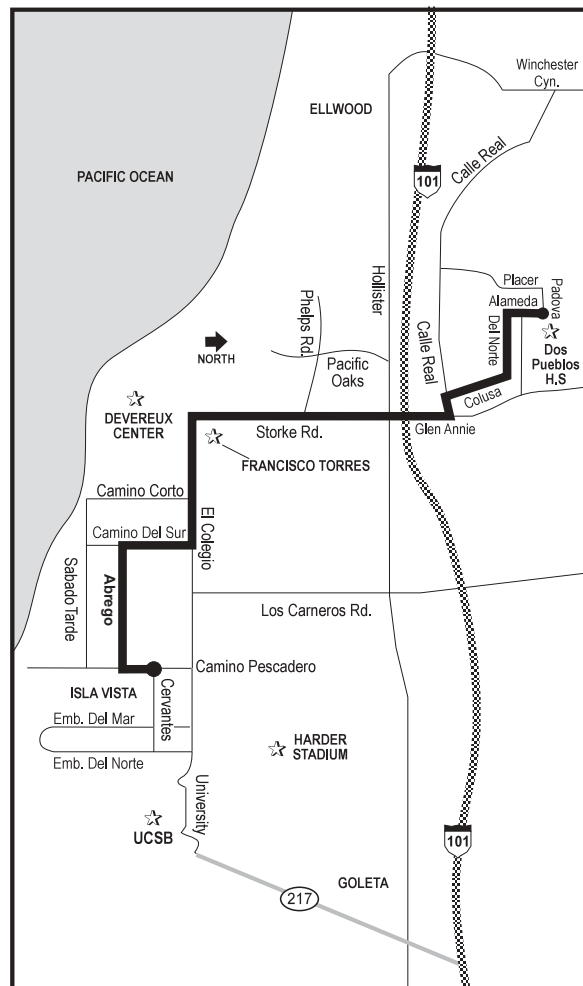 Winchester
Cyn.
ELLWOOD
PACIFIC OCEAN
101
Calle Real
Hollister
Placer
Padova
Alameda
Del Norte
Phelps Rd.
NORTH
Pacific
Oaks
Calle Real
Dos
Pueblos
H.S
Colusa
DEVEREUX
CENTER
Storke Rd.
Glen Annie
FRANCISCO TORRES
Camino Corto
El Colegio
Camino Del Sur
Sabado Tarde
Abrego
Los Carneros Rd.
Camino Pescadero
ISLA VISTA
Cervantes
Emb. Del Mar
HARDER
STADIUM
Emb. Del Norte
University
UCSB
101
GOLETA
217